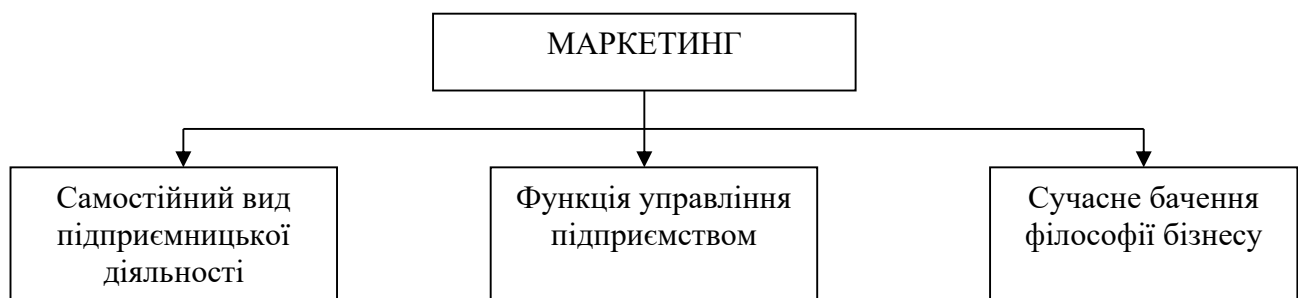 МАРКЕТИНГ
Самостійний вид
підприємницької
діяльності
Функція управління
підприємством
Сучасне бачення
філософії бізнесу